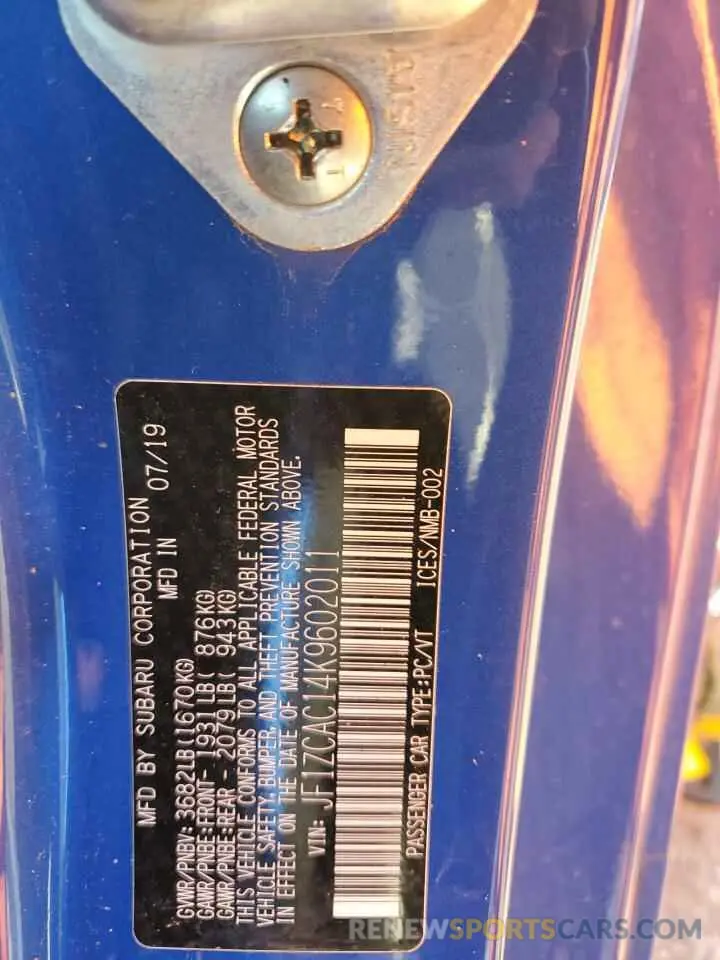 MFD BY SUBARU CORPORATION
MFD IN 07/19
GVWR/PNBV: 3682LB(1670KG)
GAWR/PNBE:FRONT- 1931LB( 876KG)
GAWR/PNBE:REAR - 2079LB( 943KG)
THIS VEHICLE CONFORMS TO ALL APPLICABLE FEDERAL MOTOR
VEHICLE SAFETY, BUMPER, AND THEFT PREVENTION STANDARDS
IN EFFECT ON THE DATE OF MANUFACTURE SHOWN ABOVE.
VIN: JF1ZCAC14K9602011
PASSENGER CAR TYPE:PC/VT ICES/NMB-002
RENEWSPORTSCARS.COM